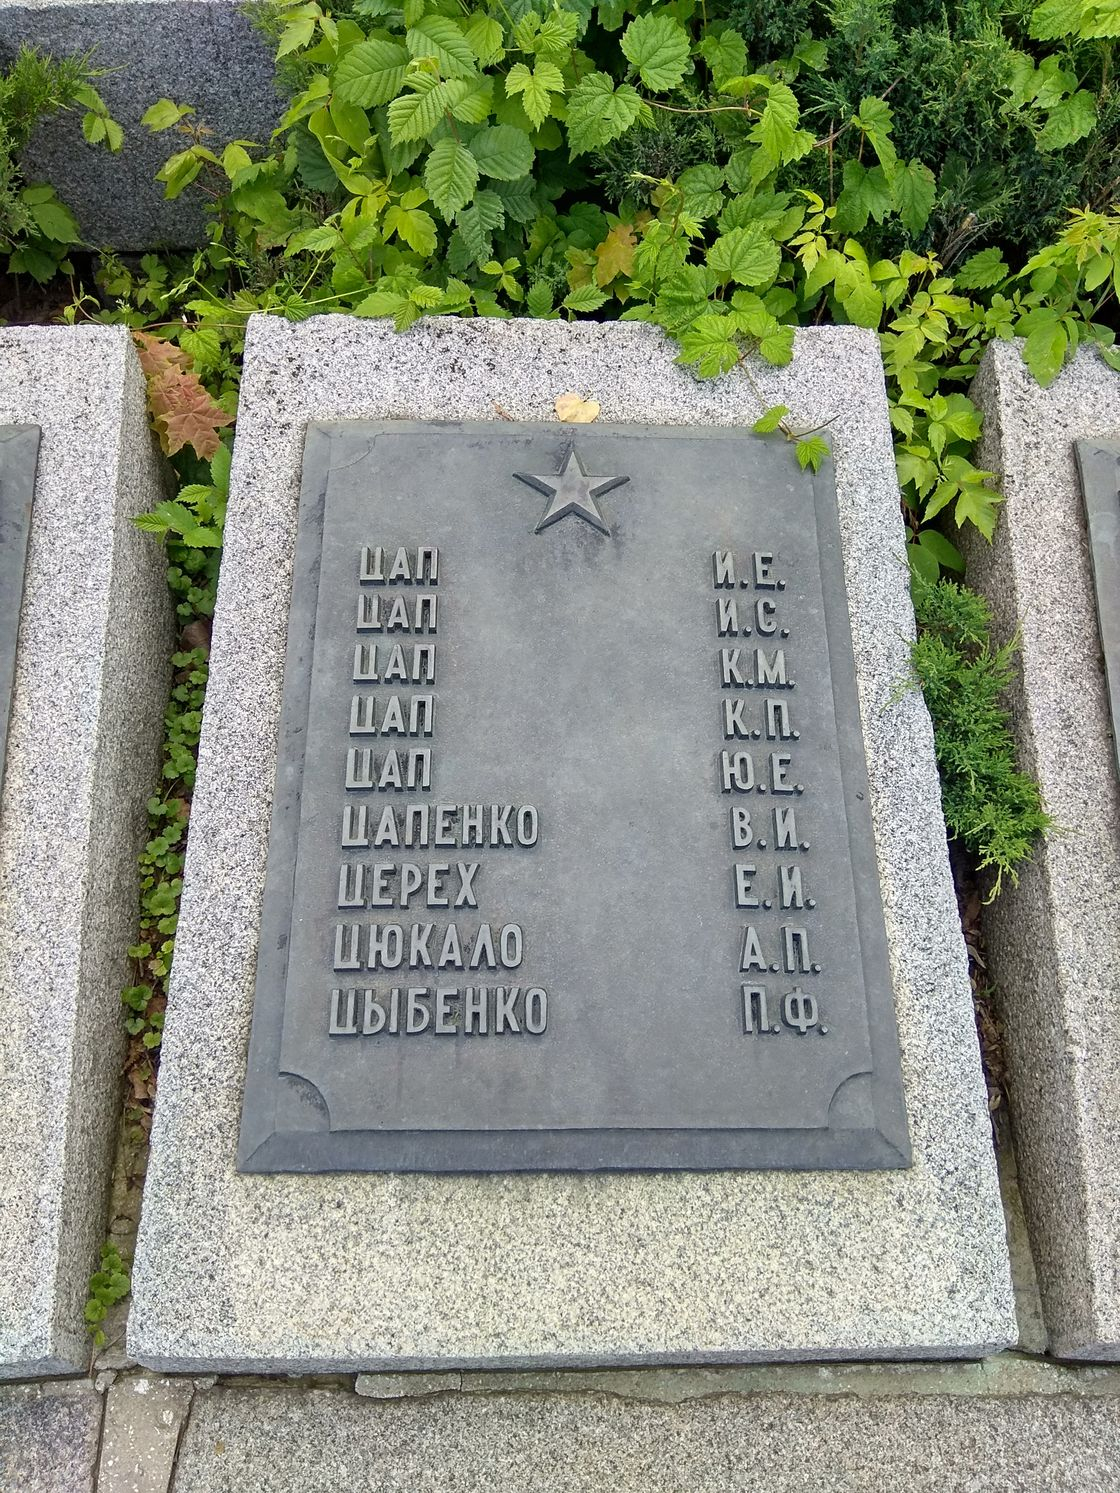 ЦАП И.Е.
ЦАП И.С.
ЦАП К.М.
ЦАП К.П.
ЦАП Ю.Е.
ЦАПЕНКО В.И.
ЦЕРЕХ Е.И.
ЦЮКАЛО А.П.
ЦЫБЕНКО П.Ф.